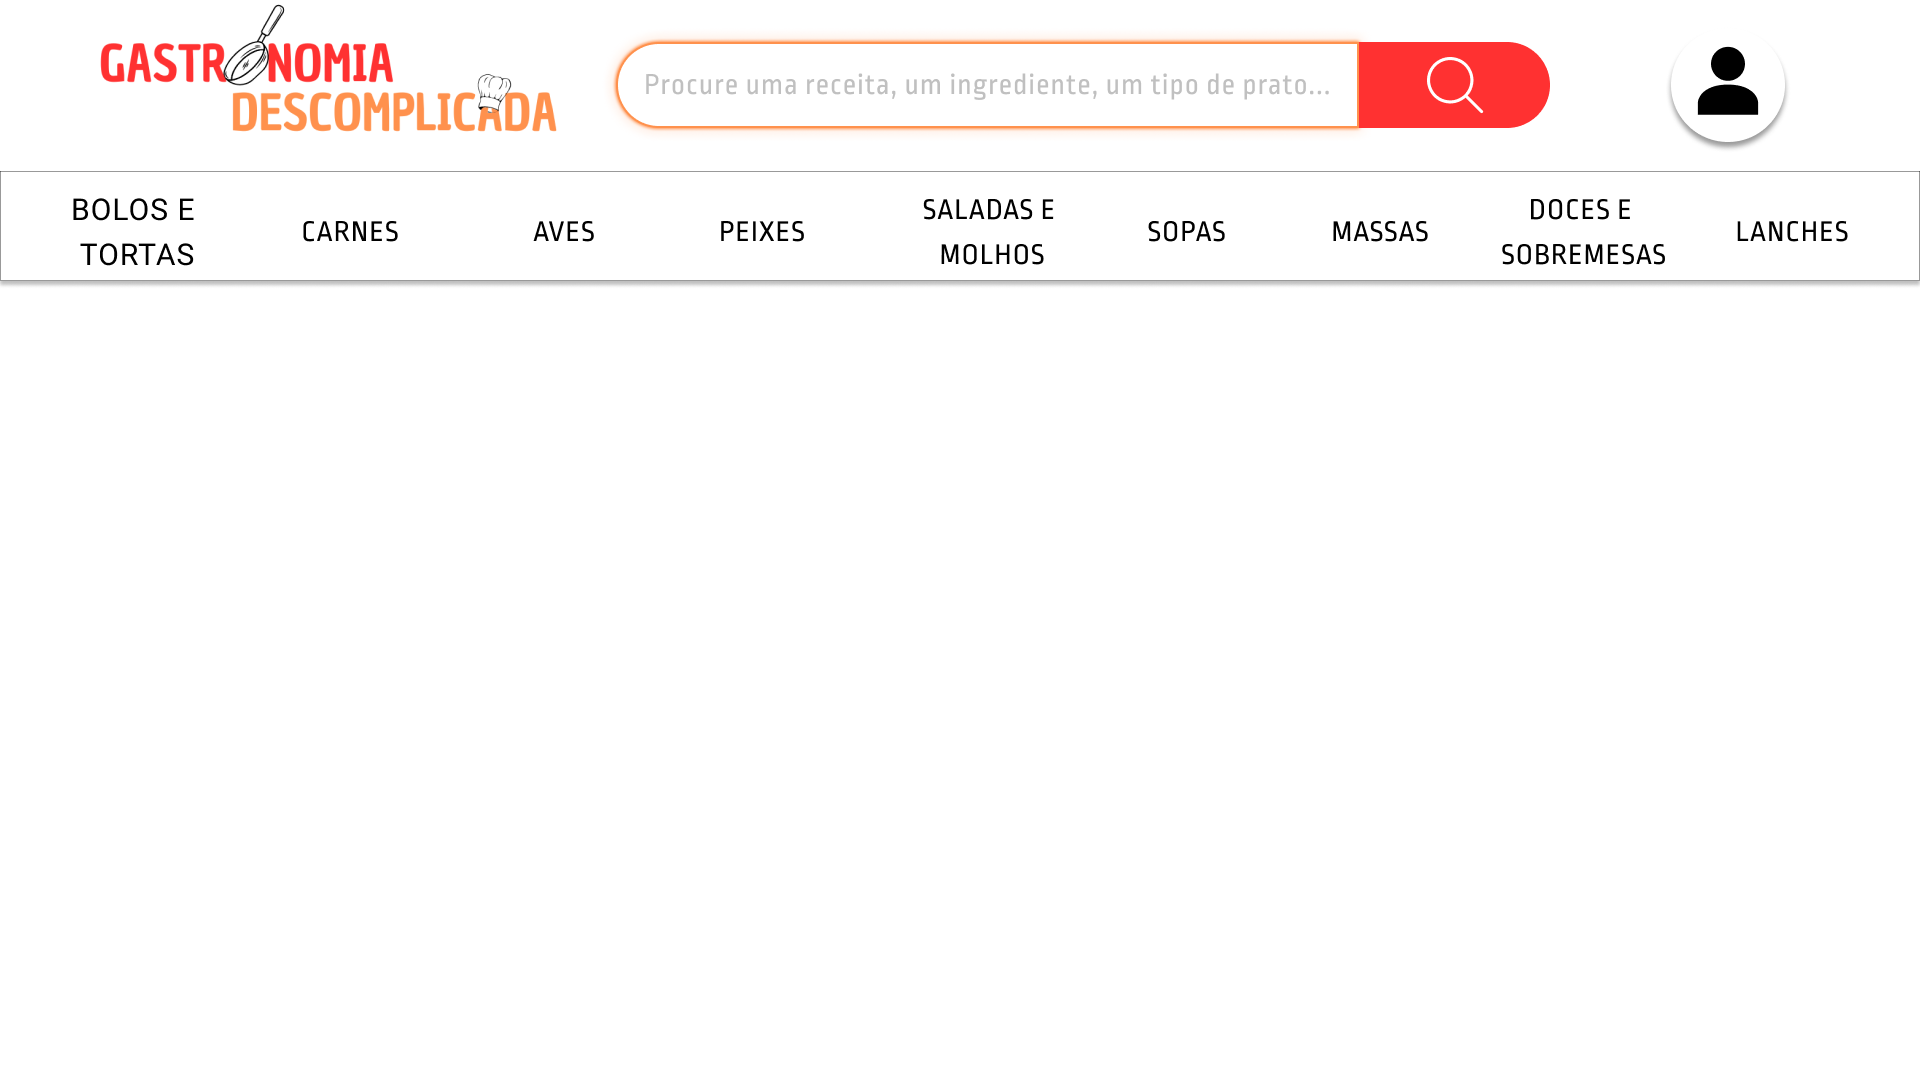 GASTRONOMIA
DESCOMPLICADA
Procure uma receita, um ingrediente, um tipo de prato...
BOLOS E
TORTAS
CARNES
AVES
PEIXES
SALADAS E
MOLHOS
SOPAS
MASSAS
DOCES E
SOBREMESAS
LANCHES